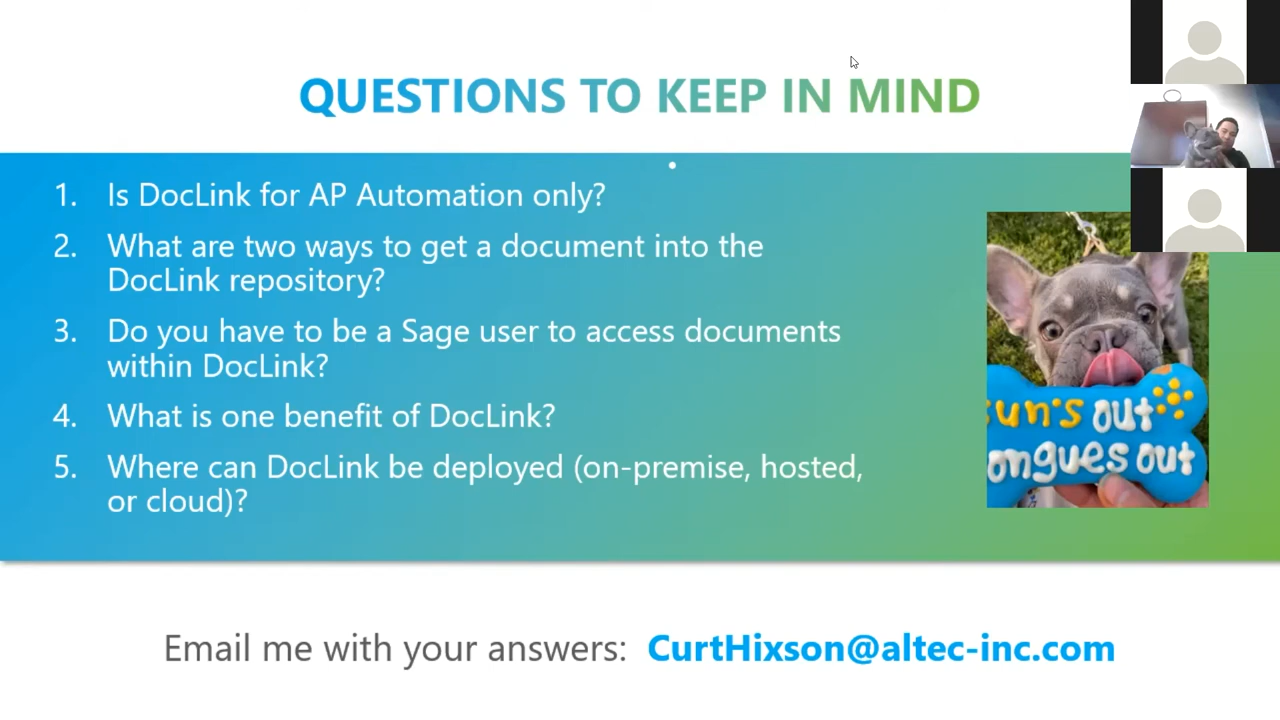 QUESTIONS TO KEEP IN MIND
1. Is DocLink for AP Automation only?
2. What are two ways to get a document into the
DocLink repository?
3. Do you have to be a Sage user to access documents
within DocLink?
4. What is one benefit of DocLink?
5. Where can DocLink be deployed (on-premise, hosted,
or cloud)?
sun's out
ongues out
Email me with your answers: CurtHixson@altec-inc.com